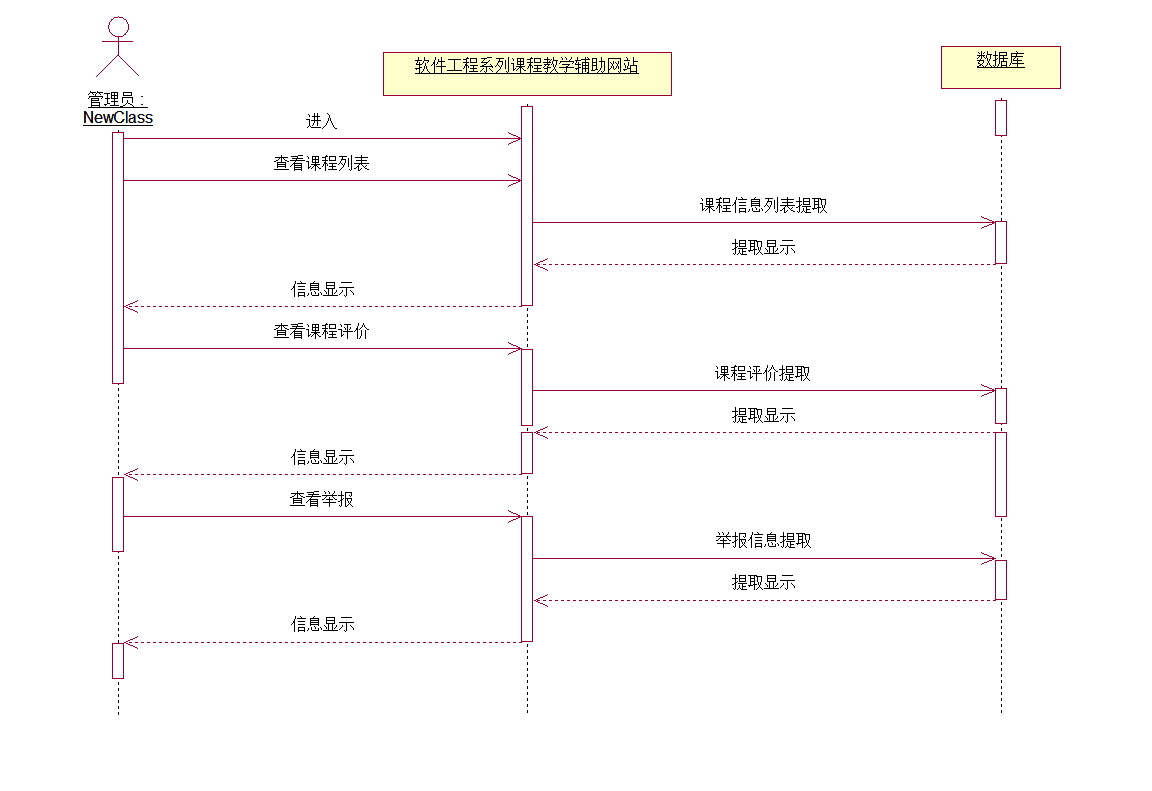 管理员 :
NewClass
软件工程系列课程教学辅助网站
数据库
进入
查看课程列表
课程信息列表提取
提取显示
信息显示
查看课程评价
课程评价提取
提取显示
信息显示
查看举报
举报信息提取
提取显示
信息显示